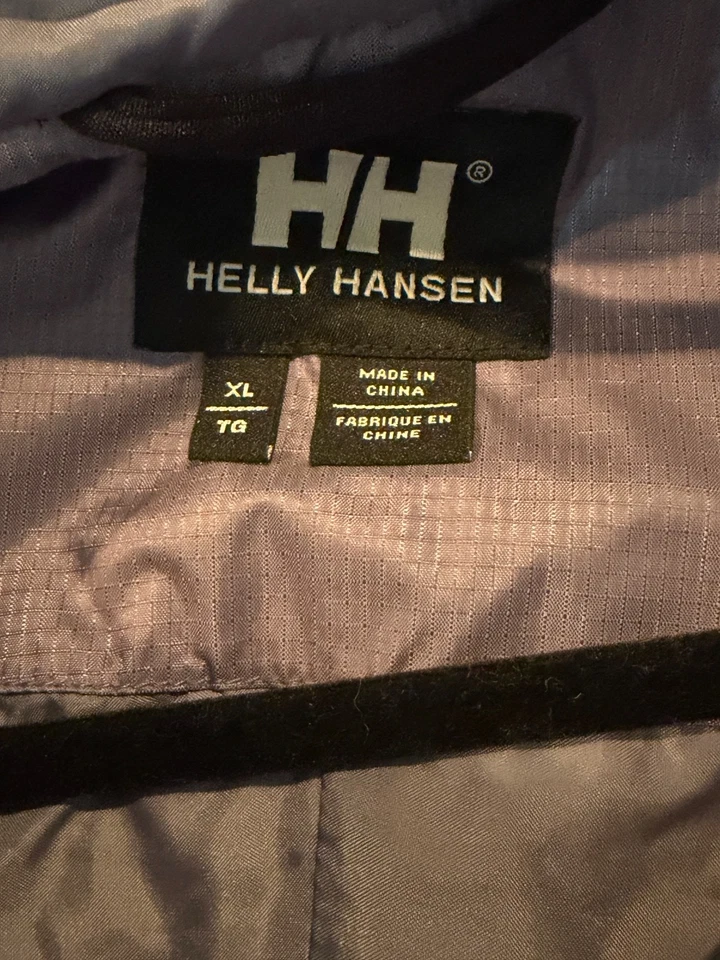 HH®
HELLY HANSEN
XL
TG
MADE IN
CHINA
FABRIQUE EN
CHINE